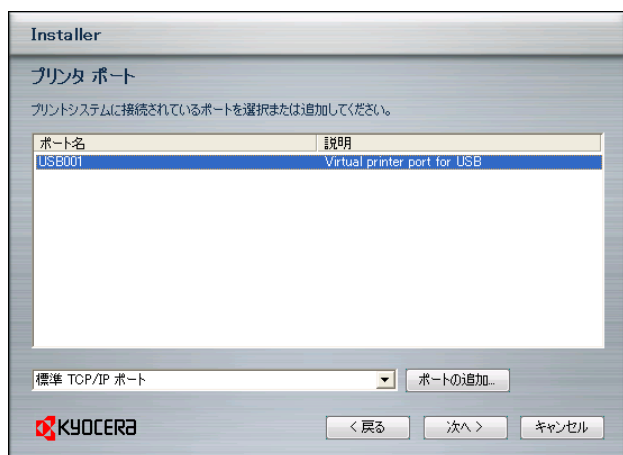 Installer
プリンタ ポート
プリントシステムに接続されているポートを選択または追加してください。
ポート名 説明
USB001 Virtual printer port for USB
標準 TCP/IP ポート ポートの追加...
KYOCERA < 戻る 次へ > キャンセル